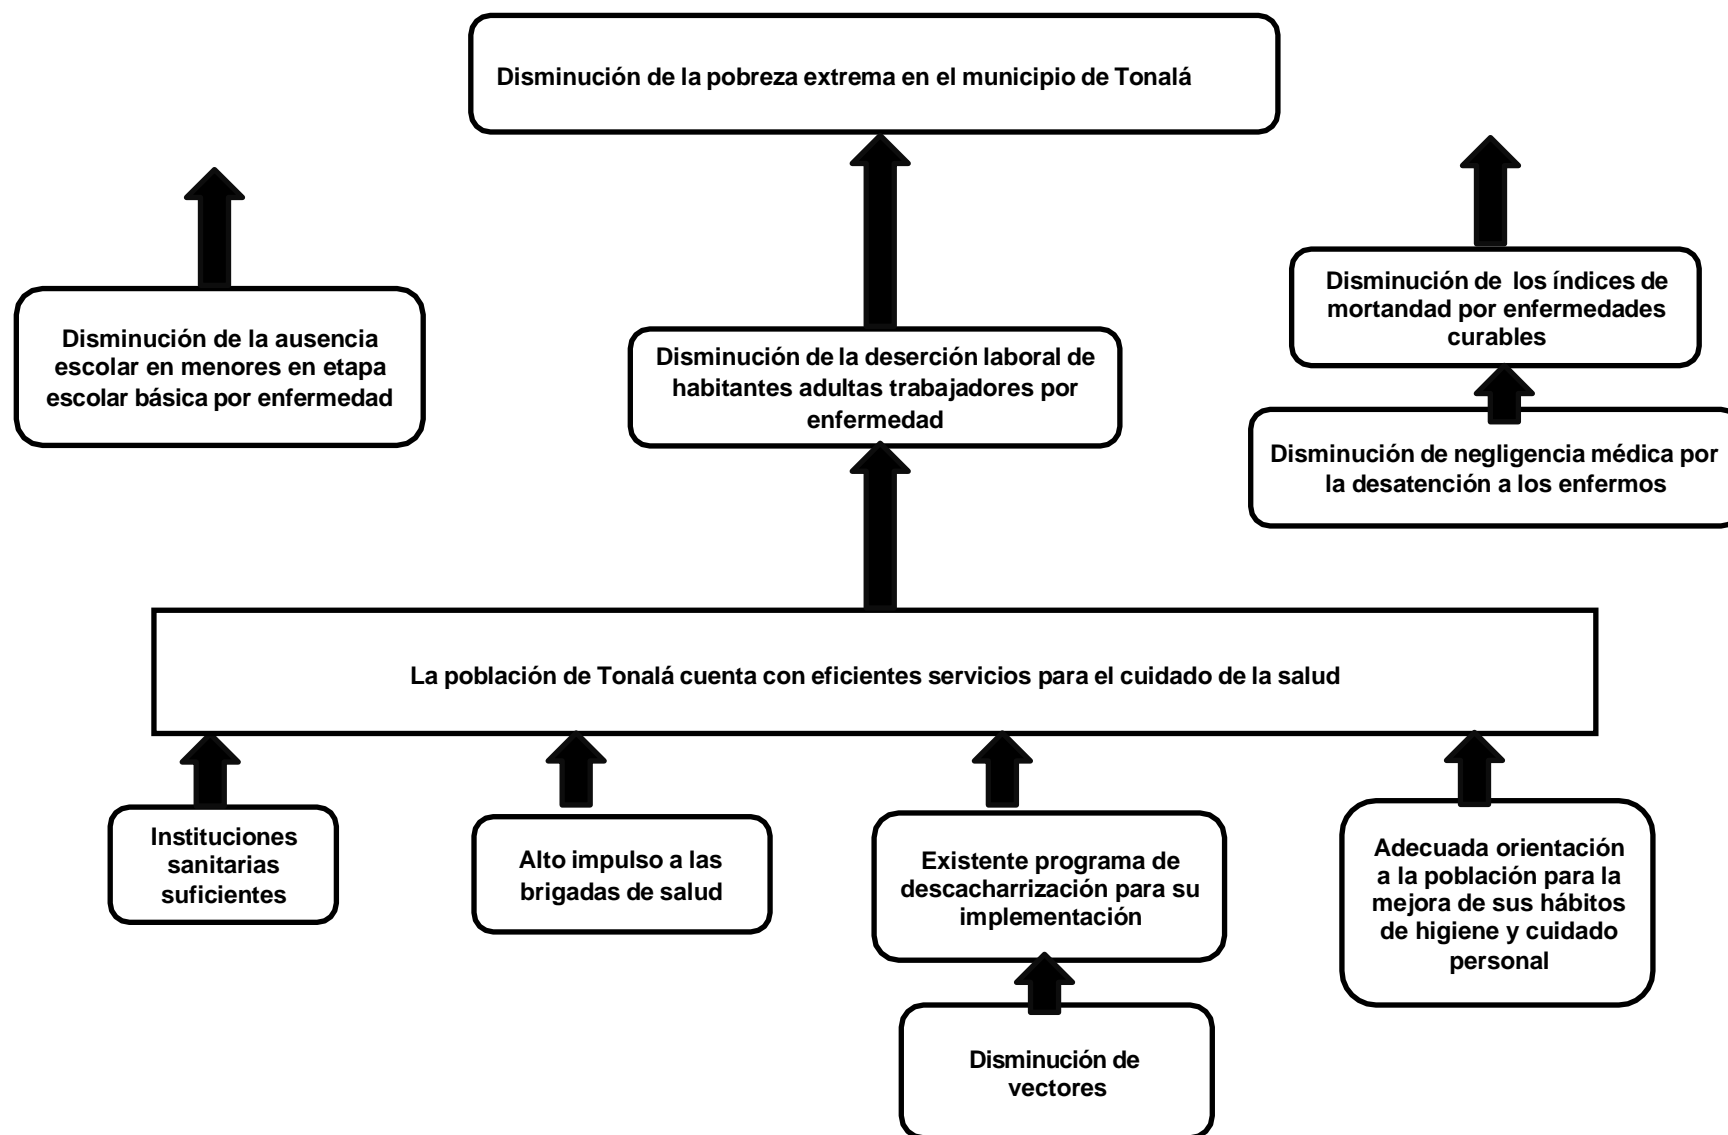 Disminución de la pobreza extrema en el municipio de Tonalá
Disminución de la ausencia
escolar en menores en etapa
escolar básica por enfermedad
Disminución de la deserción laboral de
habitantes adultas trabajadores por
enfermedad
Disminución de los índices de
mortandad por enfermedades
curables
Disminución de negligencia médica por
la desatención a los enfermos
La población de Tonalá cuenta con eficientes servicios para el cuidado de la salud
Instituciones
sanitarias
suficientes
Alto impulso a las
brigadas de salud
Existente programa de
descacharrización para su
implementación
Adecuada orientación
a la población para la
mejora de sus hábitos
de higiene y cuidado
personal
Disminución de
vectores